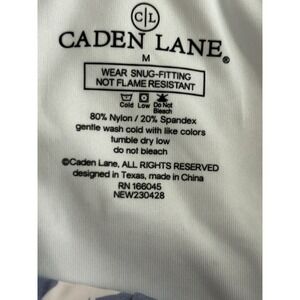 C|L
CADEN LANE®
M
WEAR SNUG-FITTING
NOT FLAME RESISTANT
Cold Low Do Not
Bleach
80% Nylon / 20% Spandex
gentle wash cold with like colors
tumble dry low
do not bleach
©Caden Lane, ALL RIGHTS RESERVED
designed in Texas, made in China
RN 166045
NEW230428